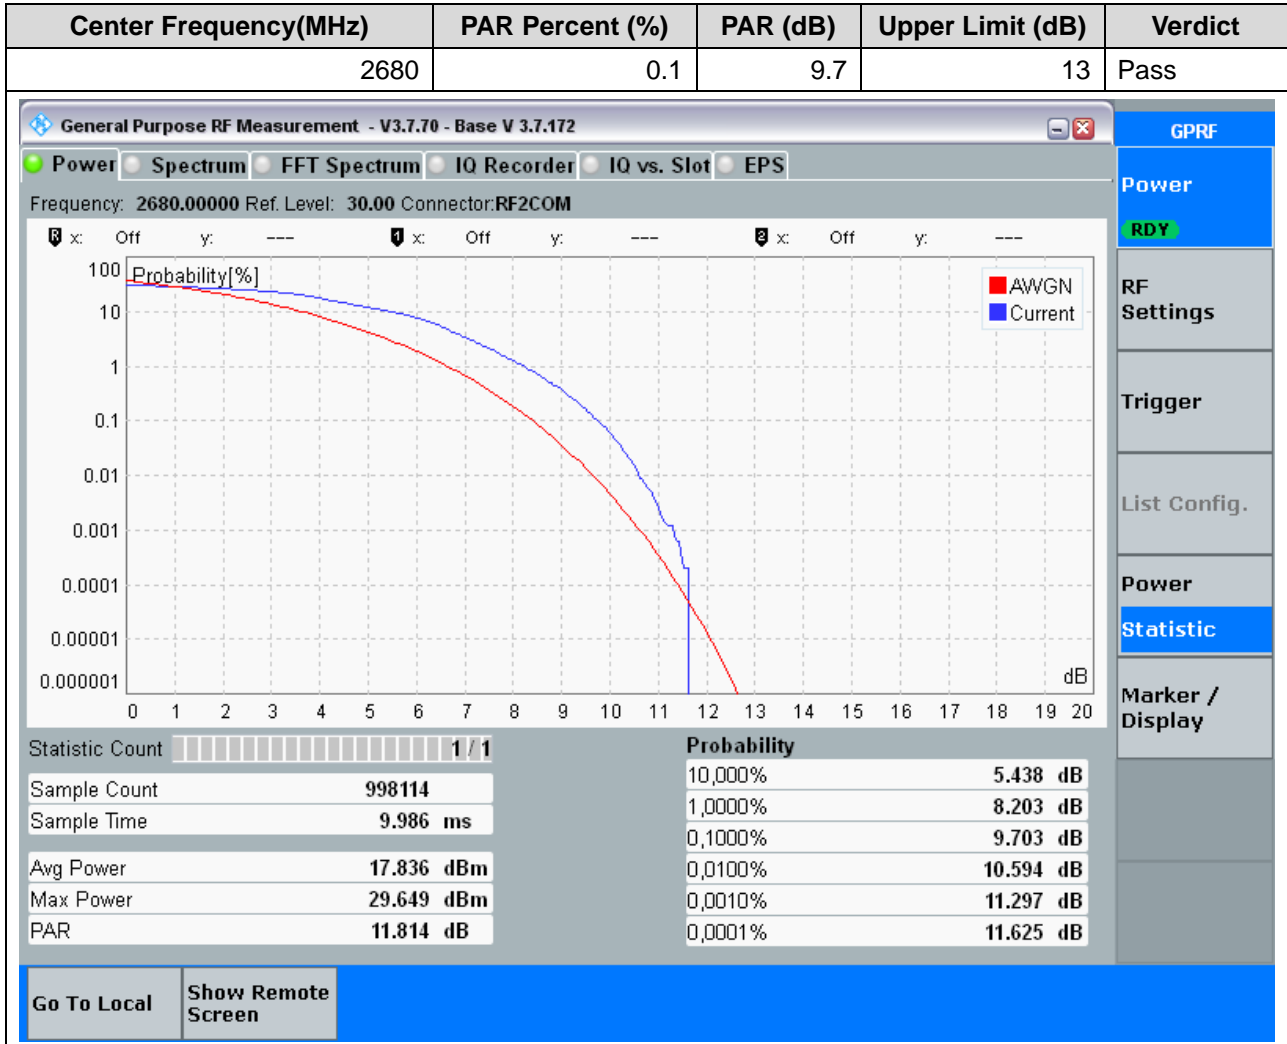 Center Frequency(MHz) PAR Percent (%) PAR (dB) Upper Limit (dB) Verdict
2680 0.1 9.7 13 Pass
General Purpose RF Measurement - V3.7.70 - Base V 3.7.172
GPRF
Power Spectrum FFT Spectrum IQ Recorder IQ vs. Slot EPS
Frequency: 2680.00000 Ref. Level: 30.00 Connector:RF2COM
Power
RDY
R x: Off y: --- 1 x: Off y: --- 2 x: Off y: ---
Probability[%]
AWGN
Current
100
10
1
0.1
0.01
0.001
0.0001
0.00001
0.000001
dB
0 1 2 3 4 5 6 7 8 9 10 11 12 13 14 15 16 17 18 19 20
RF
Settings
Trigger
List Config.
Power
Statistic
Marker /
Display
Statistic Count 1 / 1
Sample Count 998114
Sample Time 9.986 ms
Avg Power 17.836 dBm
Max Power 29.649 dBm
PAR 11.814 dB
Probability
10,000% 5.438 dB
1,0000% 8.203 dB
0,1000% 9.703 dB
0,0100% 10.594 dB
0,0010% 11.297 dB
0,0001% 11.625 dB
Go To Local
Show Remote
Screen